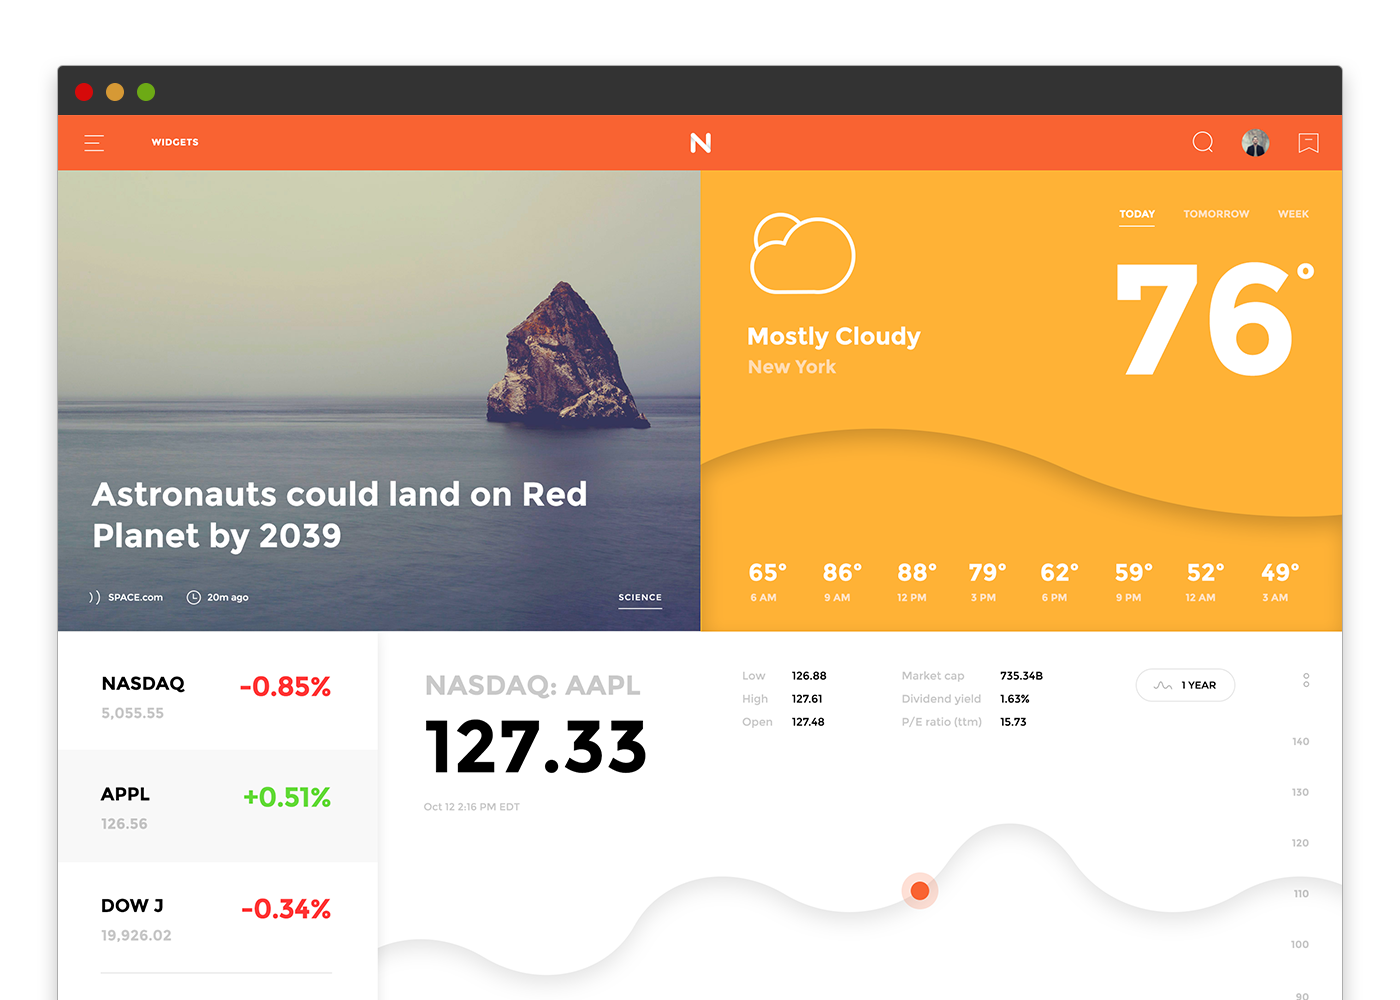 WIDGETS
N
Astronauts could land on Red
Planet by 2039
SPACE.com
20m ago
SCIENCE
TODAY
TOMORROW
WEEK
76°
Mostly Cloudy
New York
65° 86° 88° 79° 62° 59° 52° 49°
6 AM 9 AM 12 PM 3 PM 6 PM 9 PM 12 AM 3 AM
NASDAQ
-0.85%
5,055.55
APPL
+0.51%
126.56
DOW J
-0.34%
19,926.02
NASDAQ: AAPL
127.33
Oct 12 2:16 PM EDT
Low 126.88
High 127.61
Open 127.48
Market cap 735.34B
Dividend yield 1.63%
P/E ratio (ttm) 15.73
1 YEAR
140
130
120
110
100
90